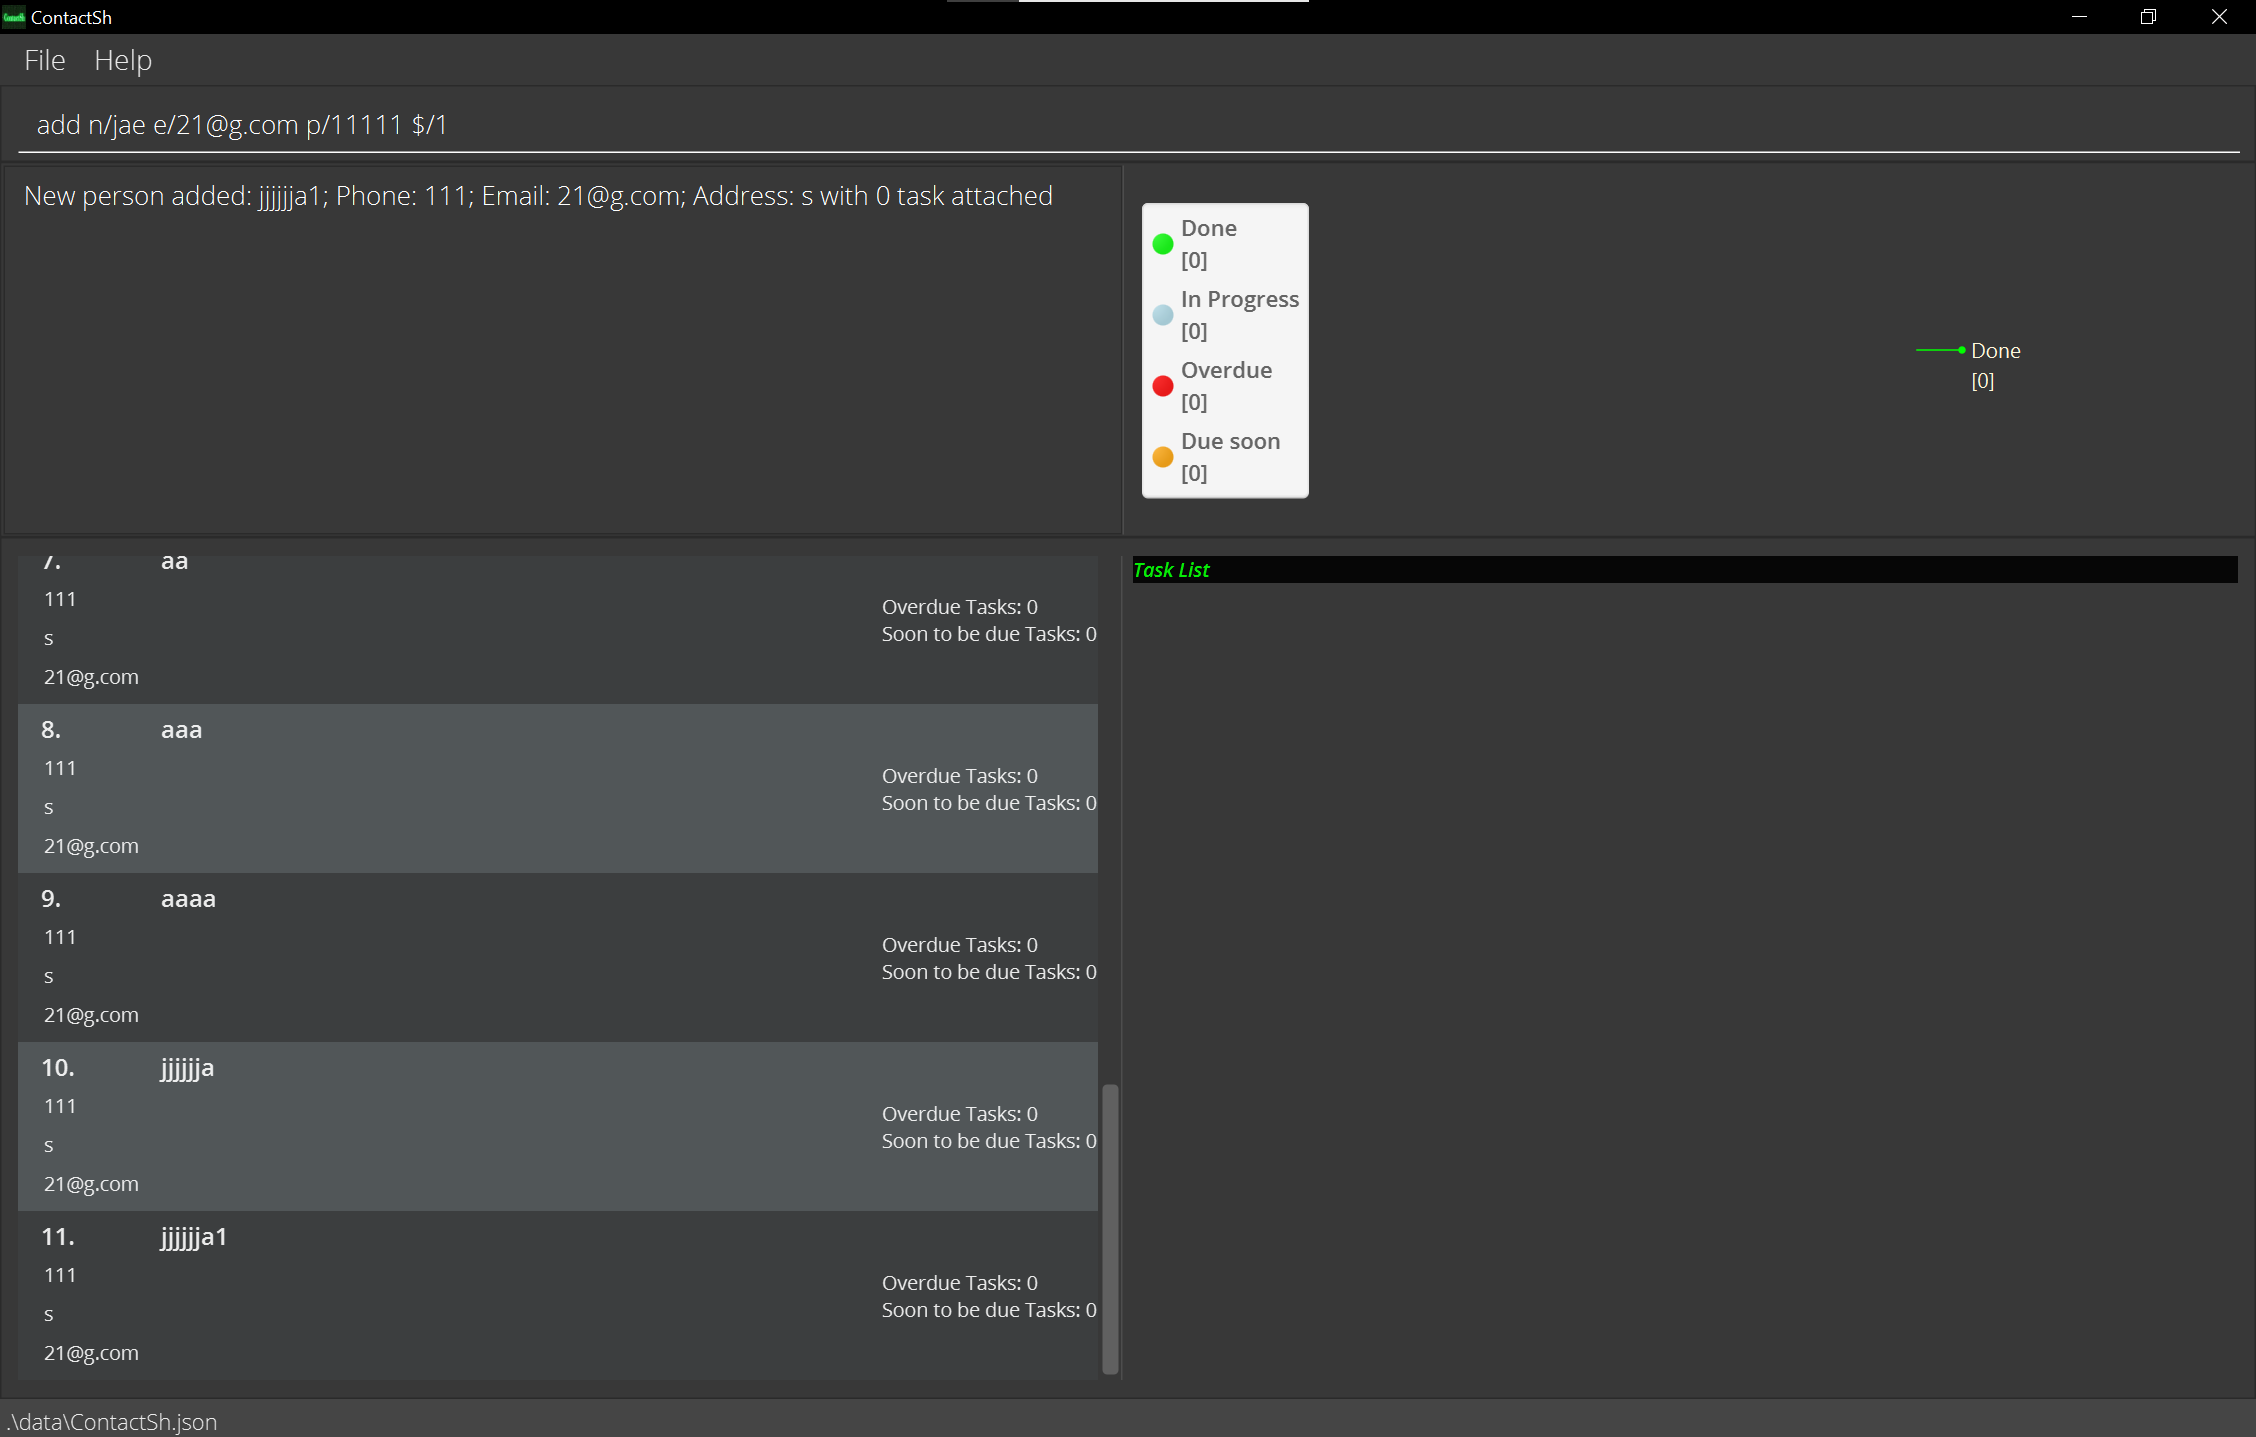 ContactSh
File Help
add n/jae e/21@g.com p/11111 $/1
New person added: jjjjjja1; Phone: 111; Email: 21@g.com; Address: s with 0 task attached
Done
[0]
In Progress
[0]
Overdue
[0]
Due soon
[0]
Done
[0]
7. aa
111
s
21@g.com
Overdue Tasks: 0
Soon to be due Tasks: 0
8. aaa
111
s
21@g.com
Overdue Tasks: 0
Soon to be due Tasks: 0
9. aaaa
111
s
21@g.com
Overdue Tasks: 0
Soon to be due Tasks: 0
10. jjjjjja
111
s
21@g.com
Overdue Tasks: 0
Soon to be due Tasks: 0
11. jjjjjja1
111
s
21@g.com
Overdue Tasks: 0
Soon to be due Tasks: 0
Task List
.\data\ContactSh.json